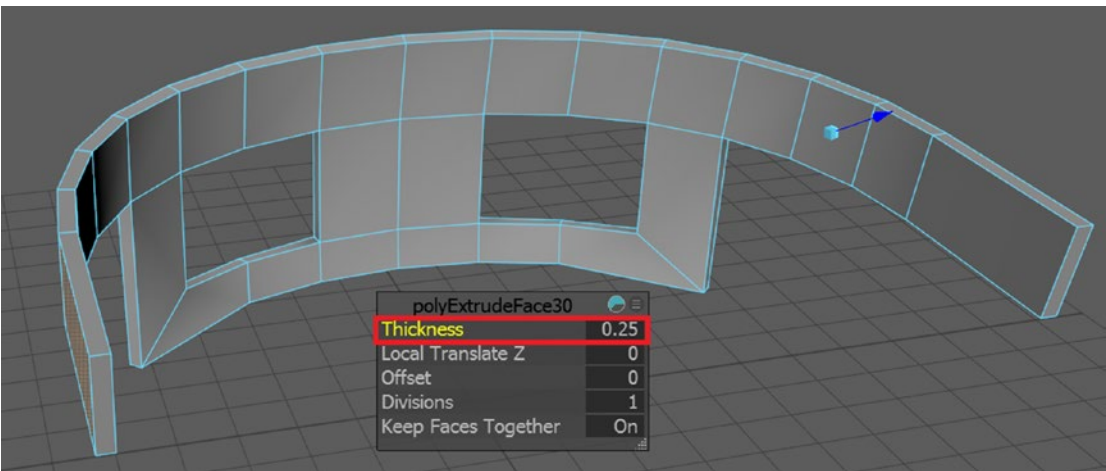 polyExtrudeFace30
Thickness 0.25
Local Translate Z 0
Offset 0
Divisions 1
Keep Faces Together On